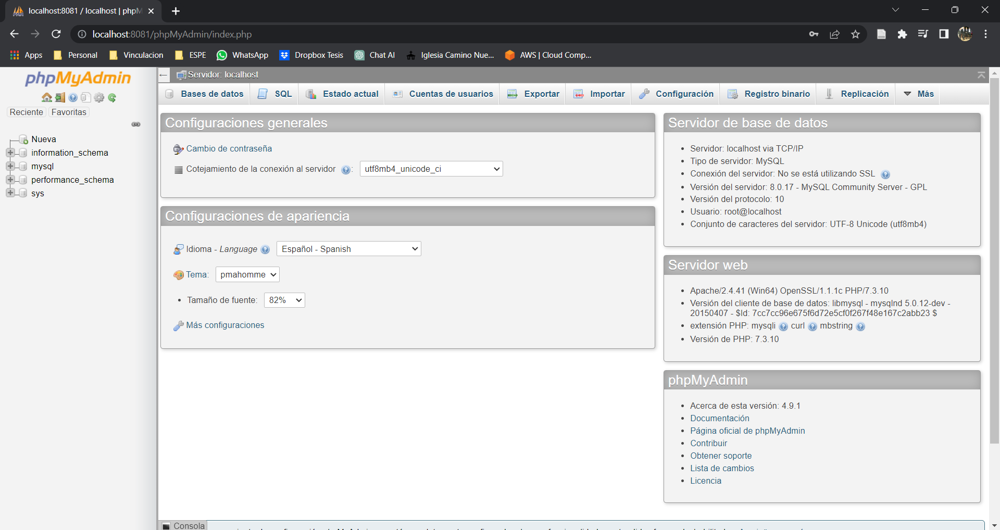 localhost:8081 / localhost | phpM
localhost:8081/phpMyAdmin/index.php
Apps
Personal
Vinculacion
ESPE
WhatsApp
Dropbox Tesis
Chat AI
Iglesia Camino Nue...
AWS | Cloud Comp...
phpMyAdmin
Reciente
Favoritas
Nueva
information_schema
mysql
performance_schema
sys
Servidor: localhost
Bases de datos
SQL
Estado actual
Cuentas de usuarios
Exportar
Importar
Configuración
Registro binario
Replicación
Más
Configuraciones generales
Cambio de contraseña
Cotejamiento de la conexión al servidor : utf8mb4_unicode_ci
Configuraciones de apariencia
Idioma - Language Español - Spanish
Tema: pmahomme
• Tamaño de fuente: 82%
Más configuraciones
Servidor de base de datos
• Servidor: localhost via TCP/IP
• Tipo de servidor: MySQL
• Conexión del servidor: No se está utilizando SSL
• Versión del servidor: 8.0.17 - MySQL Community Server - GPL
• Versión del protocolo: 10
• Usuario: root@localhost
• Conjunto de caracteres del servidor: UTF-8 Unicode (utf8mb4)
Servidor web
• Apache/2.4.41 (Win64) OpenSSL/1.1.1c PHP/7.3.10
• Versión del cliente de base de datos: libmysql - mysqlnd 5.0.12-dev -
20150407 - $Id: 7cc7cc96e675f6d72e5cf0f267f48e167c2abb23 $
• extensión PHP: mysqli curl mbstring
• Versión de PHP: 7.3.10
phpMyAdmin
• Acerca de esta versión: 4.9.1
• Documentación
• Página oficial de phpMyAdmin
• Contribuir
• Obtener soporte
• Lista de cambios
• Licencia
Consola